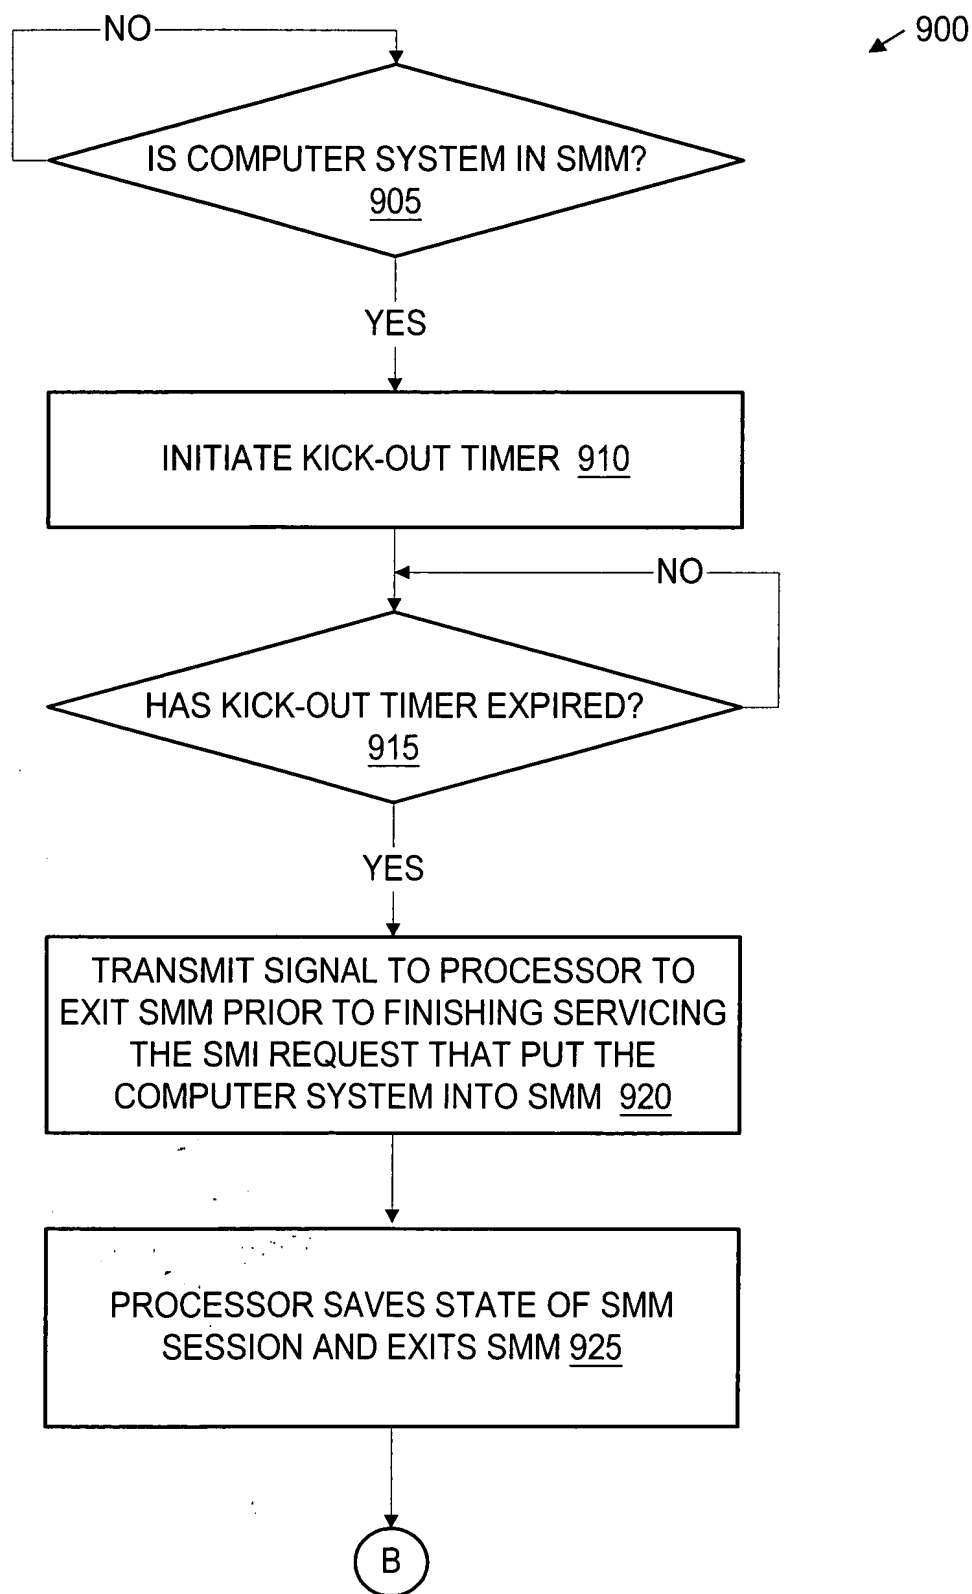 NO
900
IS COMPUTER SYSTEM IN SMM?
905
YES
INITIATE KICK-OUT TIMER 910
NO
HAS KICK-OUT TIMER EXPIRED?
915
YES
TRANSMIT SIGNAL TO PROCESSOR TO
EXIT SMM PRIOR TO FINISHING SERVICING
THE SMI REQUEST THAT PUT THE
COMPUTER SYSTEM INTO SMM 920
PROCESSOR SAVES STATE OF SMM
SESSION AND EXITS SMM 925
B